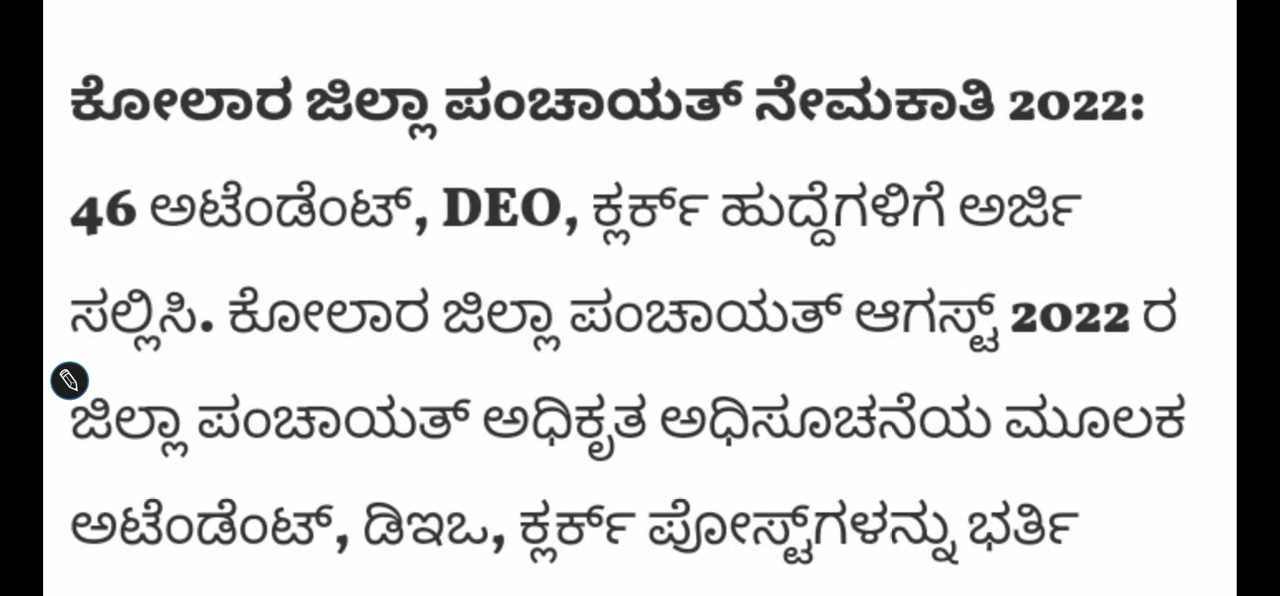 ಕೋಲಾರ ಜಿಲ್ಲಾ ಪಂಚಾಯತ್ ನೇಮಕಾತಿ 2022:
46 ಅಟೆಂಡೆಂಟ್, DEO, ಕ್ಲರ್ಕ್ ಹುದ್ದೆಗಳಿಗೆ ಅರ್ಜಿ
ಸಲ್ಲಿಸಿ. ಕೋಲಾರ ಜಿಲ್ಲಾ ಪಂಚಾಯತ್ ಆಗಸ್ಟ್ 2022 ರ
ಜಿಲ್ಲಾ ಪಂಚಾಯತ್ ಅಧಿಕೃತ ಅಧಿಸೂಚನೆಯ ಮೂಲಕ
ಅಟೆಂಡೆಂಟ್, ಡಿಇಒ, ಕ್ಲರ್ಕ್ ಪೋಸ್ಟ್‌ಗಳನ್ನು ಭರ್ತಿ